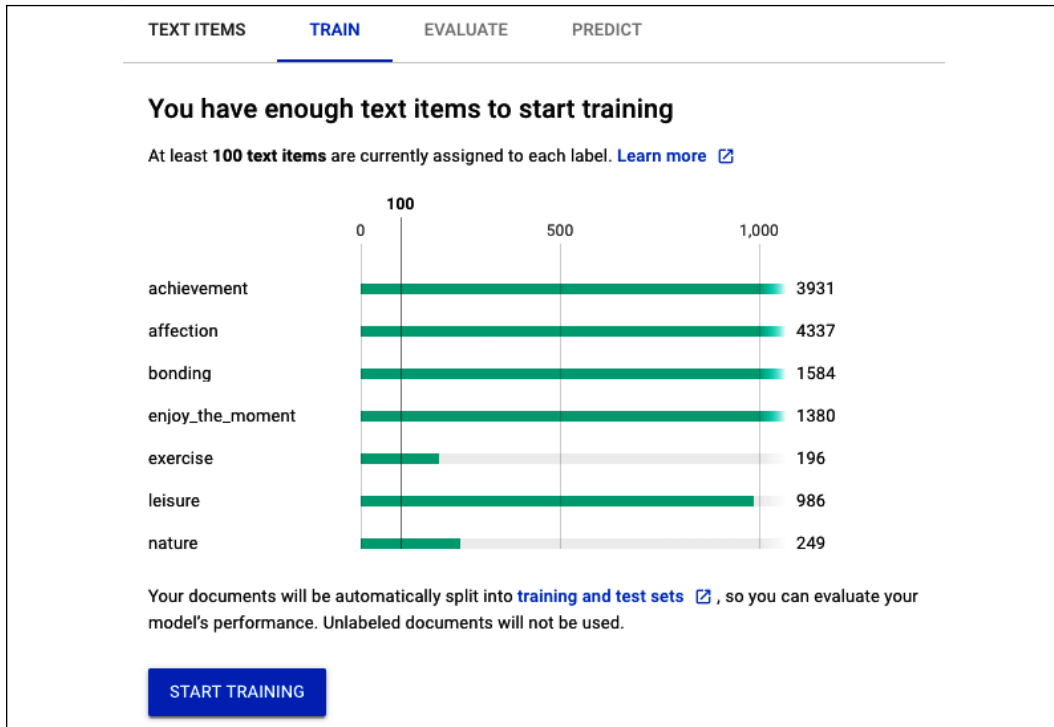 TEXT ITEMS TRAIN EVALUATE PREDICT
You have enough text items to start training
At least 100 text items are currently assigned to each label. Learn more
100
0 500 1,000
achievement 3931
affection 4337
bonding 1584
enjoy_the_moment 1380
exercise 196
leisure 986
nature 249
Your documents will be automatically split into training and test sets , so you can evaluate your
model’s performance. Unlabeled documents will not be used.
START TRAINING